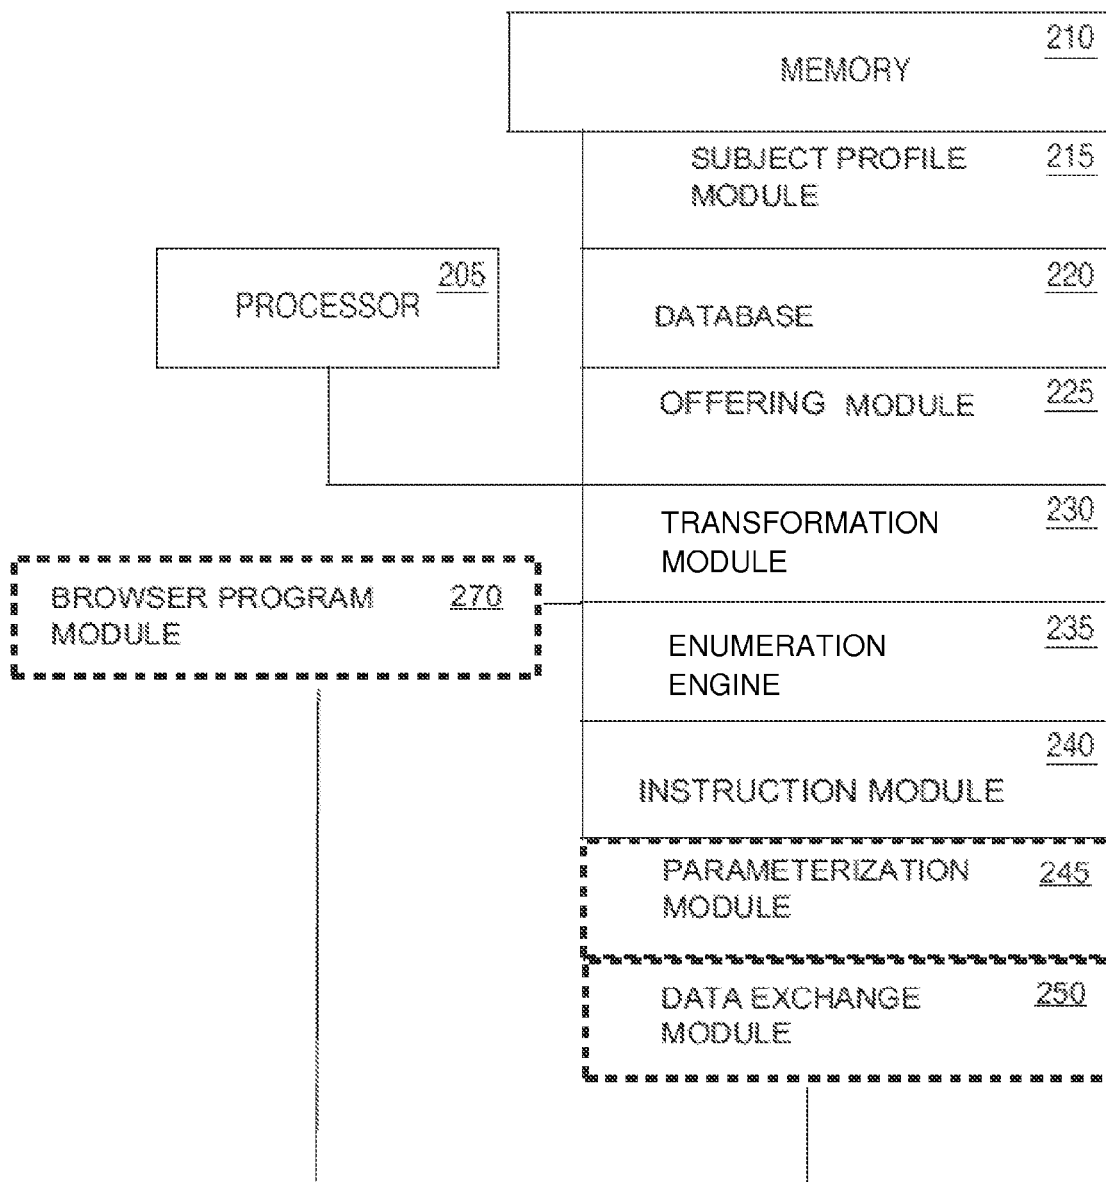 210
MEMORY
SUBJECT PROFILE 215
MODULE
205
PROCESSOR
220
DATABASE
OFFERING MODULE 225
TRANSFORMATION 230
MODULE
BROWSER PROGRAM 270
MODULE
ENUMERATION 235
ENGINE
240
INSTRUCTION MODULE
PARAMETERIZATION 245
MODULE
DATA EXCHANGE 250
MODULE